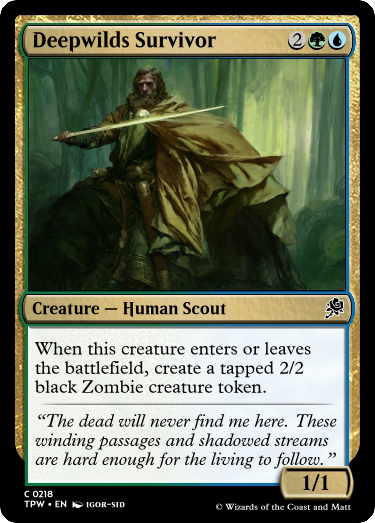 Deepwilds Survivor 2
Creature — Human Scout
When this creature enters or leaves
the battlefield, create a tapped 2/2
black Zombie creature token.
“The dead will never find me here. These
winding passages and shadowed streams
are hard enough for the living to follow.”
1/1
C 0218
TPW • EN IGOR-SID
© Wizards of the Coast and Matt